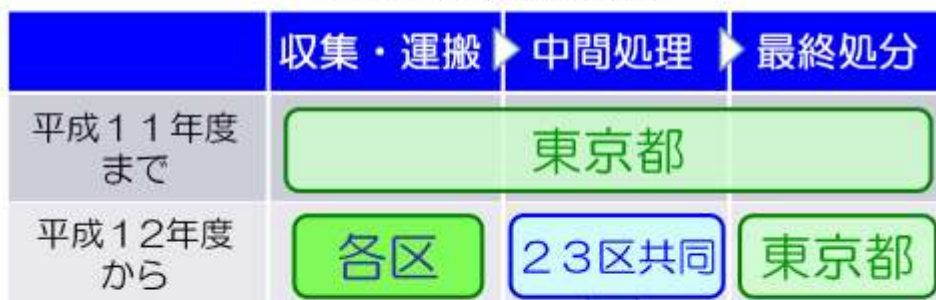 収集・運搬 中間処理 最終処分
平成１１年度
まで
東京都
平成１２年度
から
各区 ２３区共同 東京都